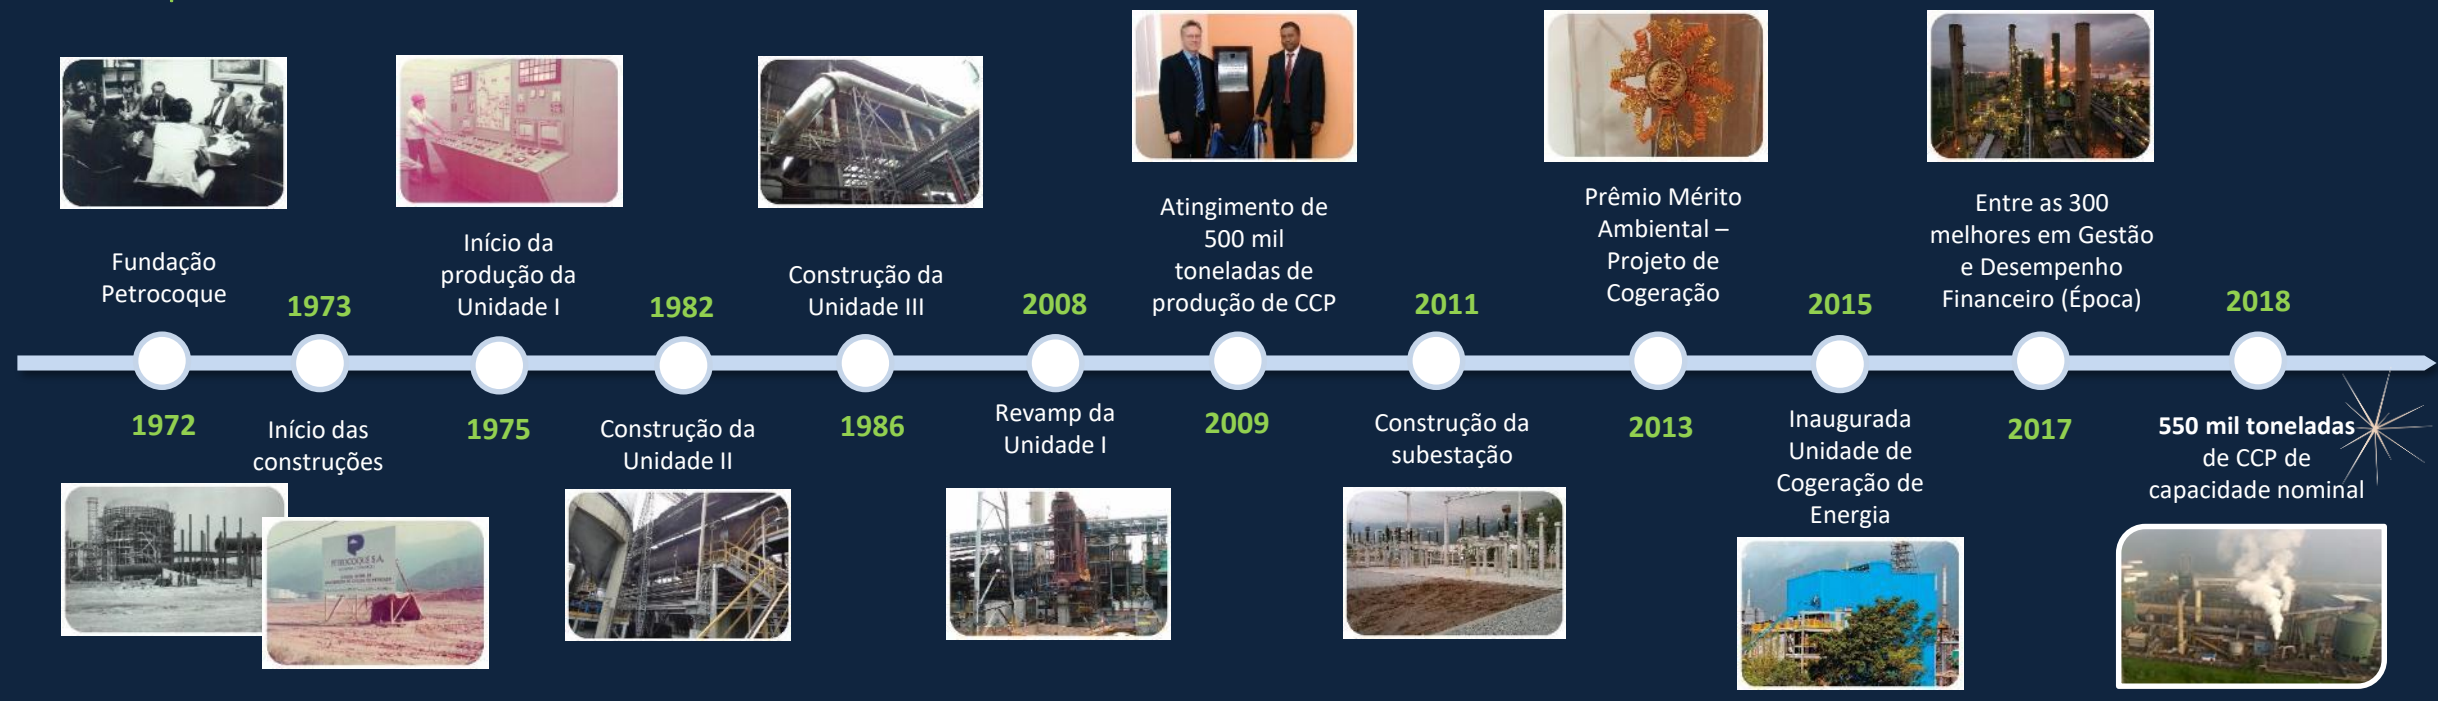 Fundação
Petrocoque
1972
1973
Início das
construções
PETROCOQUE S.A.
Início da
produção da
Unidade I
1975
1982
Construção da
Unidade II
Construção da
Unidade III
1986
2008
Revamp da
Unidade I
Atingimento de
500 mil
toneladas de
produção de CCP
2009
2011
Construção da
subestação
Prêmio Mérito
Ambiental –
Projeto de
Cogeração
2013
2015
Inaugurada
Unidade de
Cogeração de
Energia
Entre as 300
melhores em Gestão
e Desempenho
Financeiro (Época)
2017
2018
550 mil toneladas
de CCP de
capacidade nominal